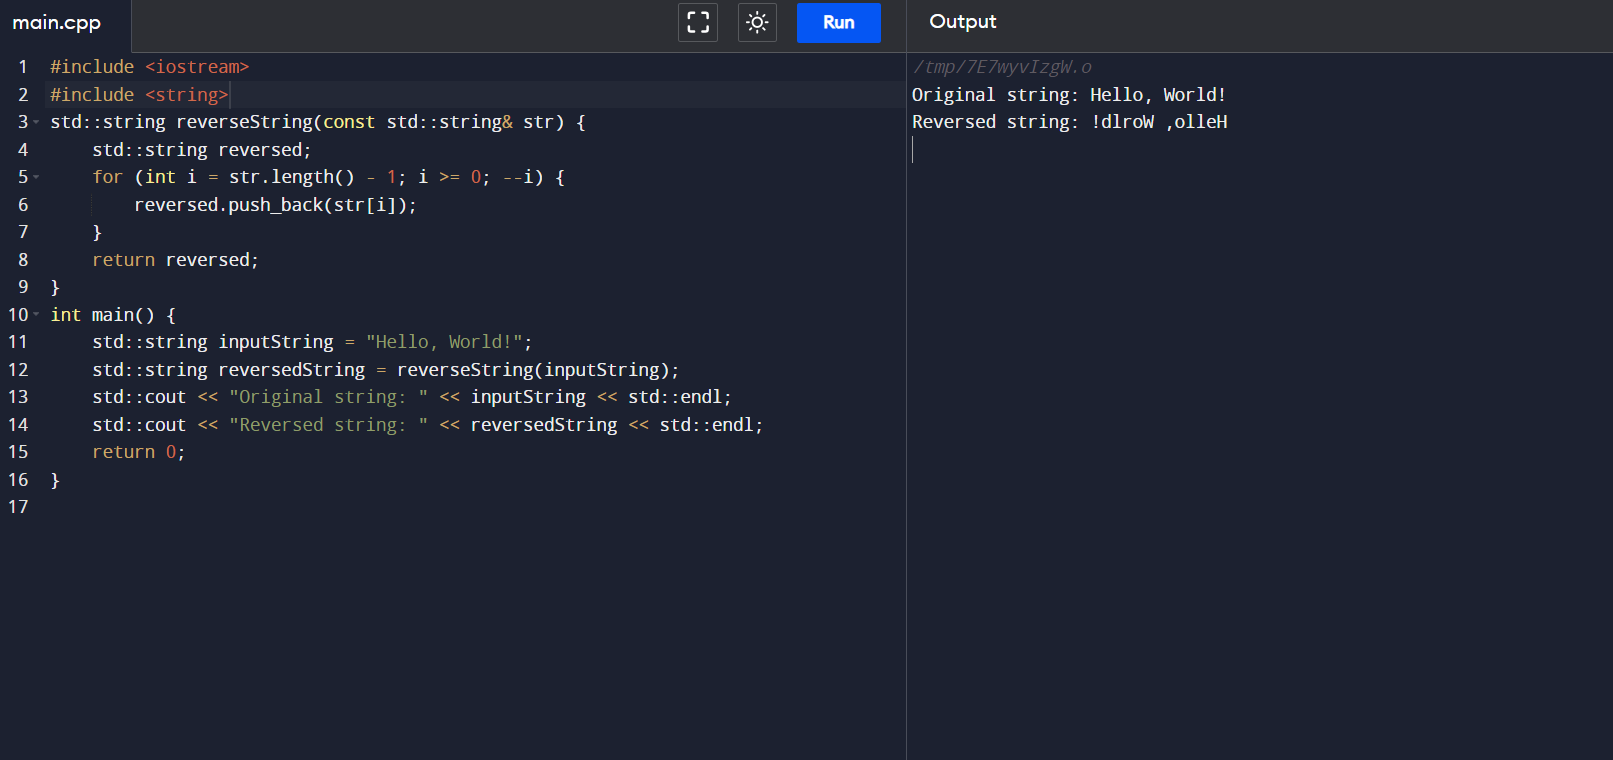 main.cpp
Run
Output
1 #include <iostream>
2 #include <string>
3 std::string reverseString(const std::string& str) {
4     std::string reversed;
5     for (int i = str.length() - 1; i >= 0; --i) {
6         reversed.push_back(str[i]);
7     }
8     return reversed;
9 }
10 int main() {
11     std::string inputString = "Hello, World!";
12     std::string reversedString = reverseString(inputString);
13     std::cout << "Original string: " << inputString << std::endl;
14     std::cout << "Reversed string: " << reversedString << std::endl;
15     return 0;
16 }
17
/tmp/7E7wyvIzgW.o
Original string: Hello, World!
Reversed string: !dlroW ,olleH